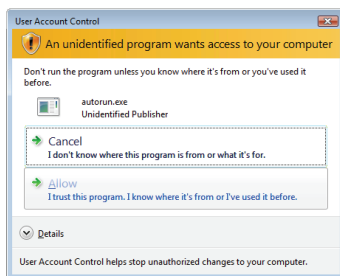 User Account Control
An unidentified program wants access to your computer
Don't run the program unless you know where it's from or you've used it
before.
autorun.exe
Unidentified Publisher
Cancel
I don't know where this program is from or what it's for.
Allow
I trust this program. I know where it's from or I've used it before.
Details
User Account Control helps stop unauthorized changes to your computer.